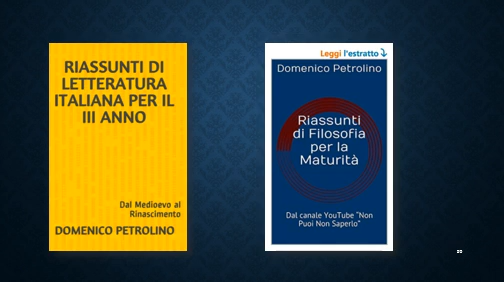 RIASSUNTI DI
LETTERATURA
ITALIANA PER IL
III ANNO
Dal Medioevo al
Rinascimento
DOMENICO PETROLINO
Leggi l'estratto
Domenico Petrolino
Riassunti
di Filosofia
per la
Maturità
Dal canale YouTube "Non
Puoi Non Saperlo"